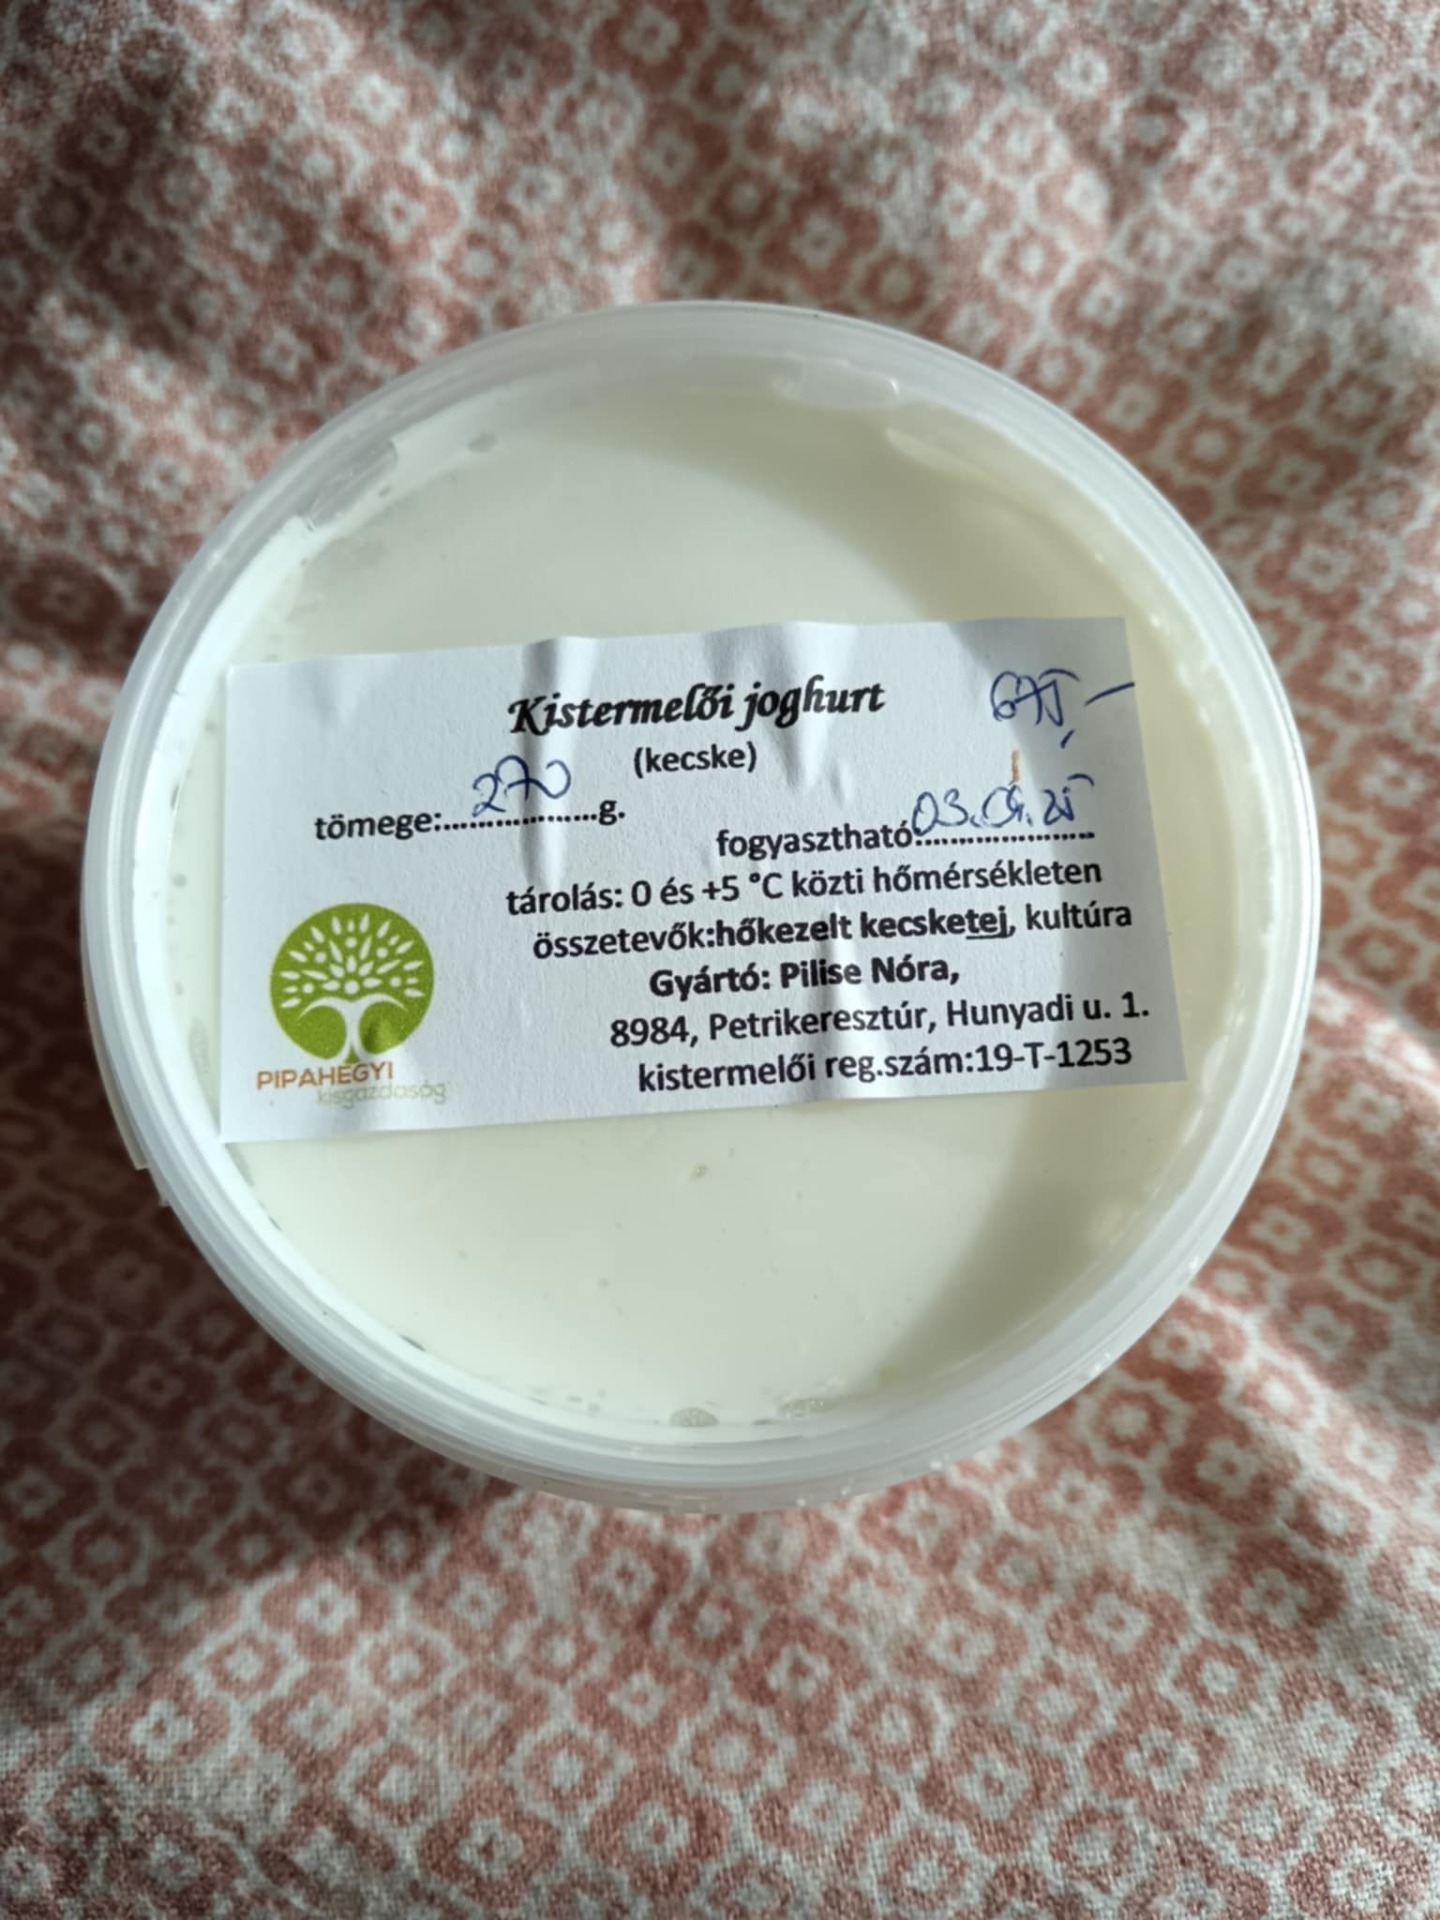 Kistermelői joghurt
675,-
(kecske)
tömege:..270..g.
fogyasztható:..03.09.25
tárolás: 0 és +5 °C közti hőmérsékleten
összetevők:hőkezelt kecsketej, kultúra
Gyártó: Pilise Nóra,
8984, Petrikeresztúr, Hunyadi u. 1.
kistermelői reg.szám:19-T-1253
PIPAHEGYI
kisgazdaság